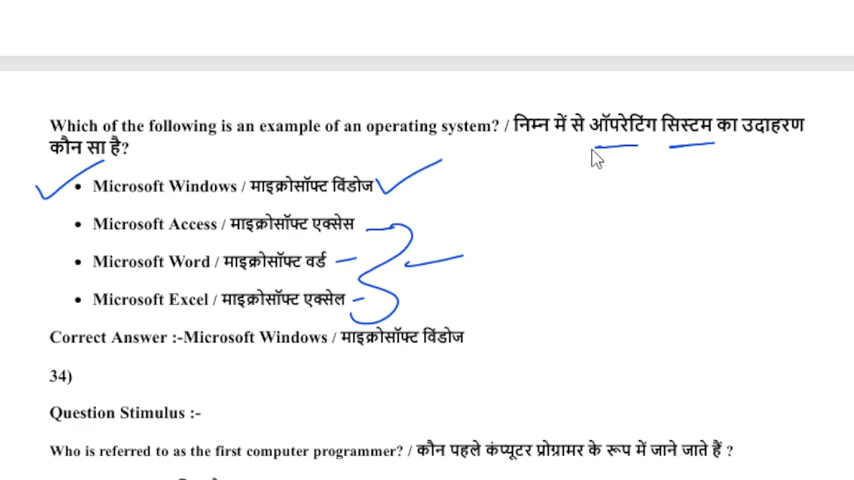 Which of the following is an example of an operating system? / निम्न में से ऑपरेटिंग सिस्टम का उदाहरण
कौन सा है?
• Microsoft Windows / माइक्रोसॉफ्ट विंडोज
• Microsoft Access / माइक्रोसॉफ्ट एक्सेस
• Microsoft Word / माइक्रोसॉफ्ट वर्ड
• Microsoft Excel / माइक्रोसॉफ्ट एक्सेल
Correct Answer :-Microsoft Windows / माइक्रोसॉफ्ट विंडोज
34)
Question Stimulus :-
Who is referred to as the first computer programmer? / कौन पहले कंप्यूटर प्रोग्रामर के रूप में जाने जाते हैं ?